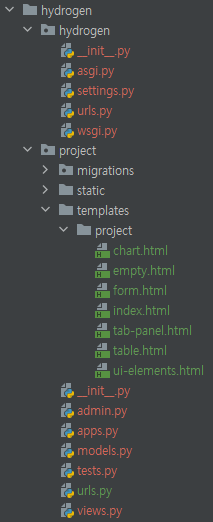 hydrogen
hydrogen
__init__.py
asgi.py
settings.py
urls.py
wsgi.py
project
migrations
static
templates
project
chart.html
empty.html
form.html
index.html
tab-panel.html
table.html
ui-elements.html
__init__.py
admin.py
apps.py
models.py
tests.py
urls.py
views.py